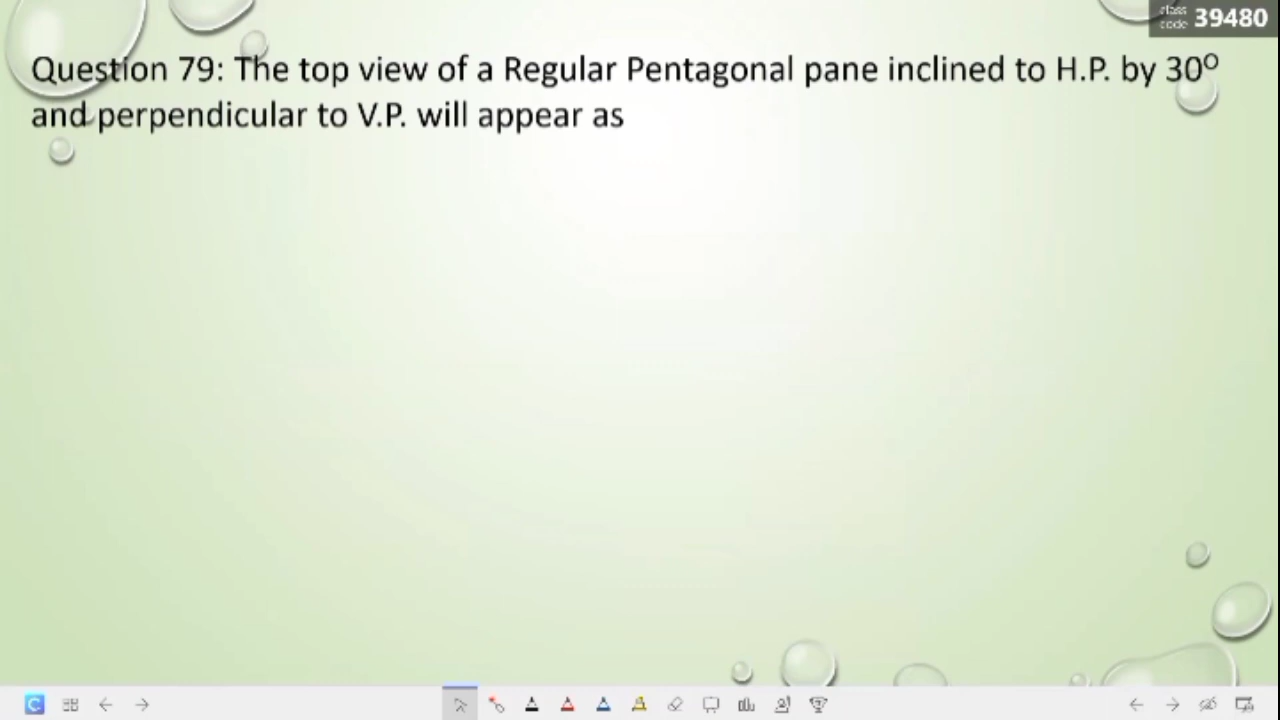 class
code 39480
Question 79: The top view of a Regular Pentagonal pane inclined to H.P. by 30⁰
and perpendicular to V.P. will appear as